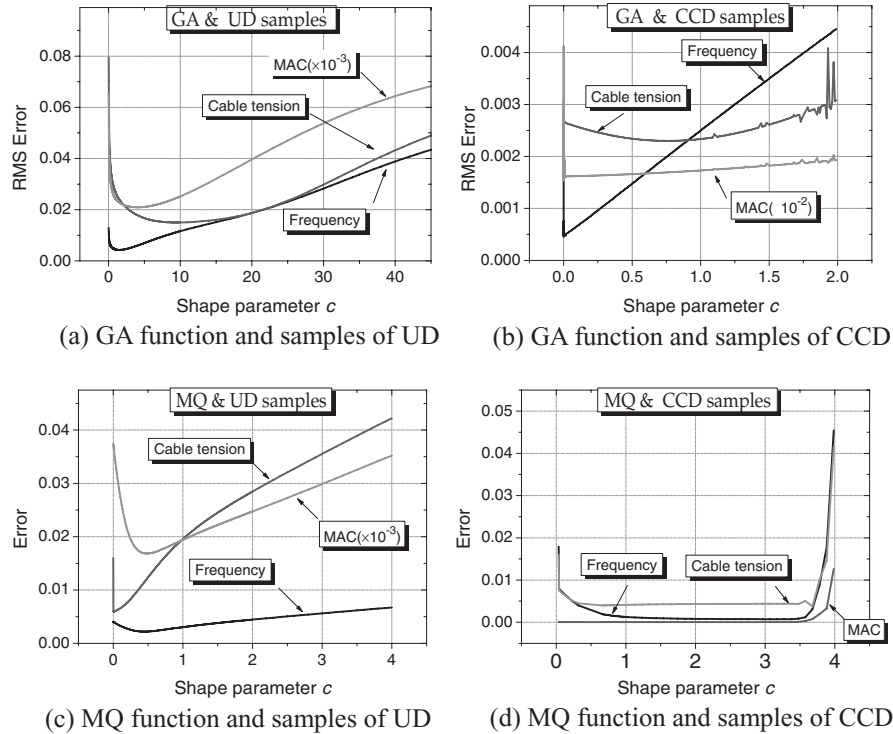 GA & UD samples
MAC(×10⁻³)
Cable tension
Frequency
RMS Error
0.08
0.06
0.04
0.02
0.00
0 10 20 30 40
Shape parameter c
(a) GA function and samples of UD
GA & CCD samples
Frequency
Cable tension
MAC( 10⁻²)
RMS Error
0.004
0.003
0.002
0.001
0.000
0.0 0.5 1.0 1.5 2.0
Shape parameter c
(b) GA function and samples of CCD
MQ & UD samples
Cable tension
MAC(×10⁻³)
Frequency
Error
0.04
0.03
0.02
0.01
0.00
0 1 2 3 4
Shape parameter c
(c) MQ function and samples of UD
MQ & CCD samples
Frequency
Cable tension
MAC
Error
0.05
0.04
0.03
0.02
0.01
0.00
0 1 2 3 4
Shape parameter c
(d) MQ function and samples of CCD